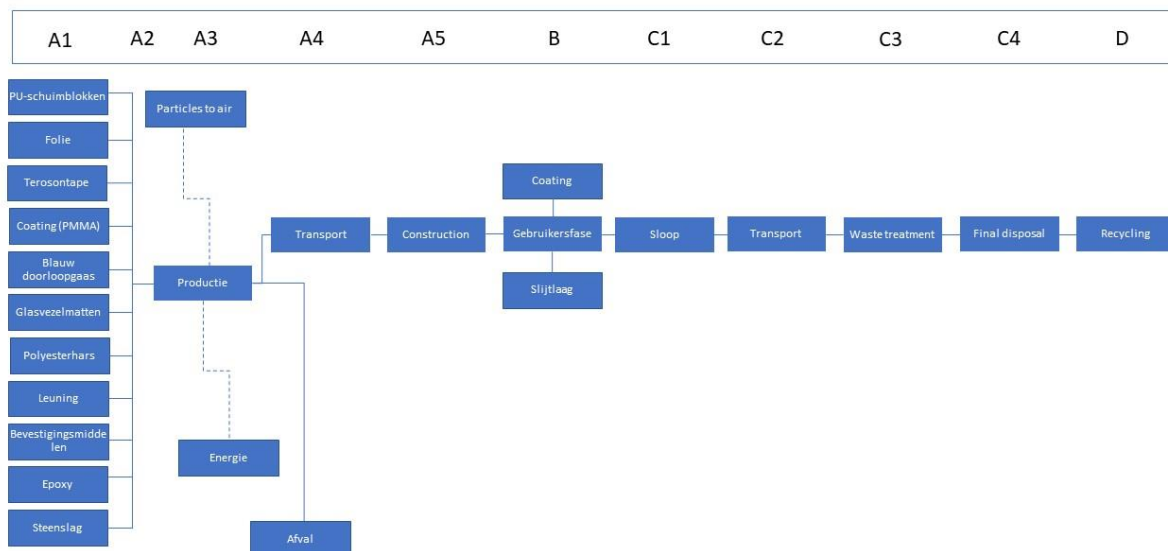 A1 A2 A3 A4 A5 B C1 C2 C3 C4 D
PU-schuimblokken
Folie
Terosontape
Coating (PMMA)
Blauw
doorloopgaas
Glasvezelmatten
Polyesterhars
Leuning
Bevestigingsmidde
len
Epoxy
Steenslag
Particles to air
Productie
Energie
Afval
Transport
Construction
Coating
Gebruikersfase
Slijtlaag
Sloop
Transport
Waste treatment
Final disposal
Recycling